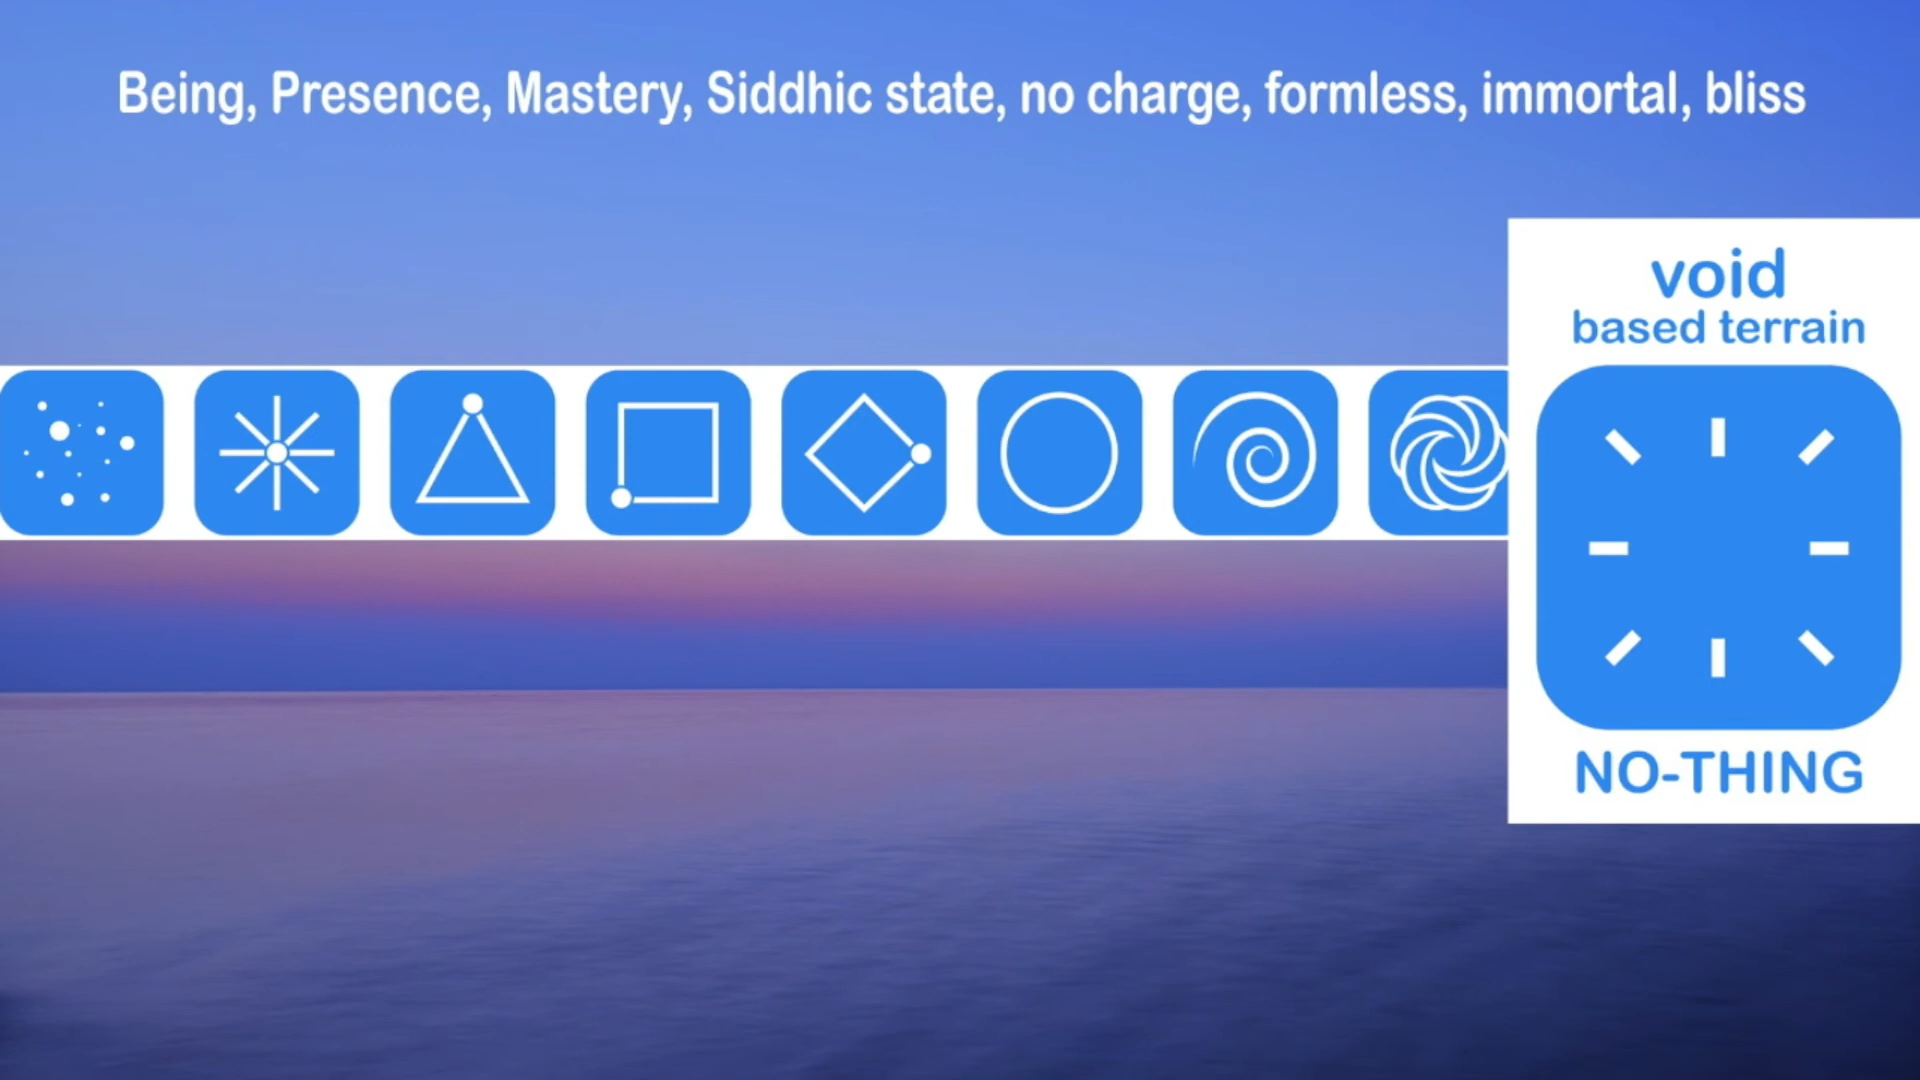 Being, Presence, Mastery, Siddhic state, no charge, formless, immortal, bliss
void
based terrain
NO-THING